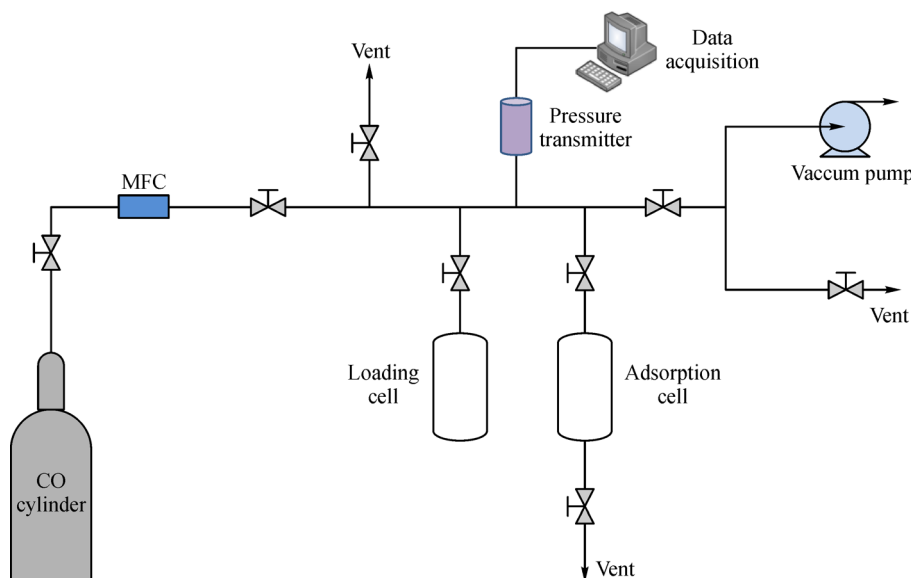 Vent
Data
acquisition
Pressure
transmitter
MFC
Vaccum pump
Vent
Loading
cell
Adsorption
cell
CO
cylinder
Vent